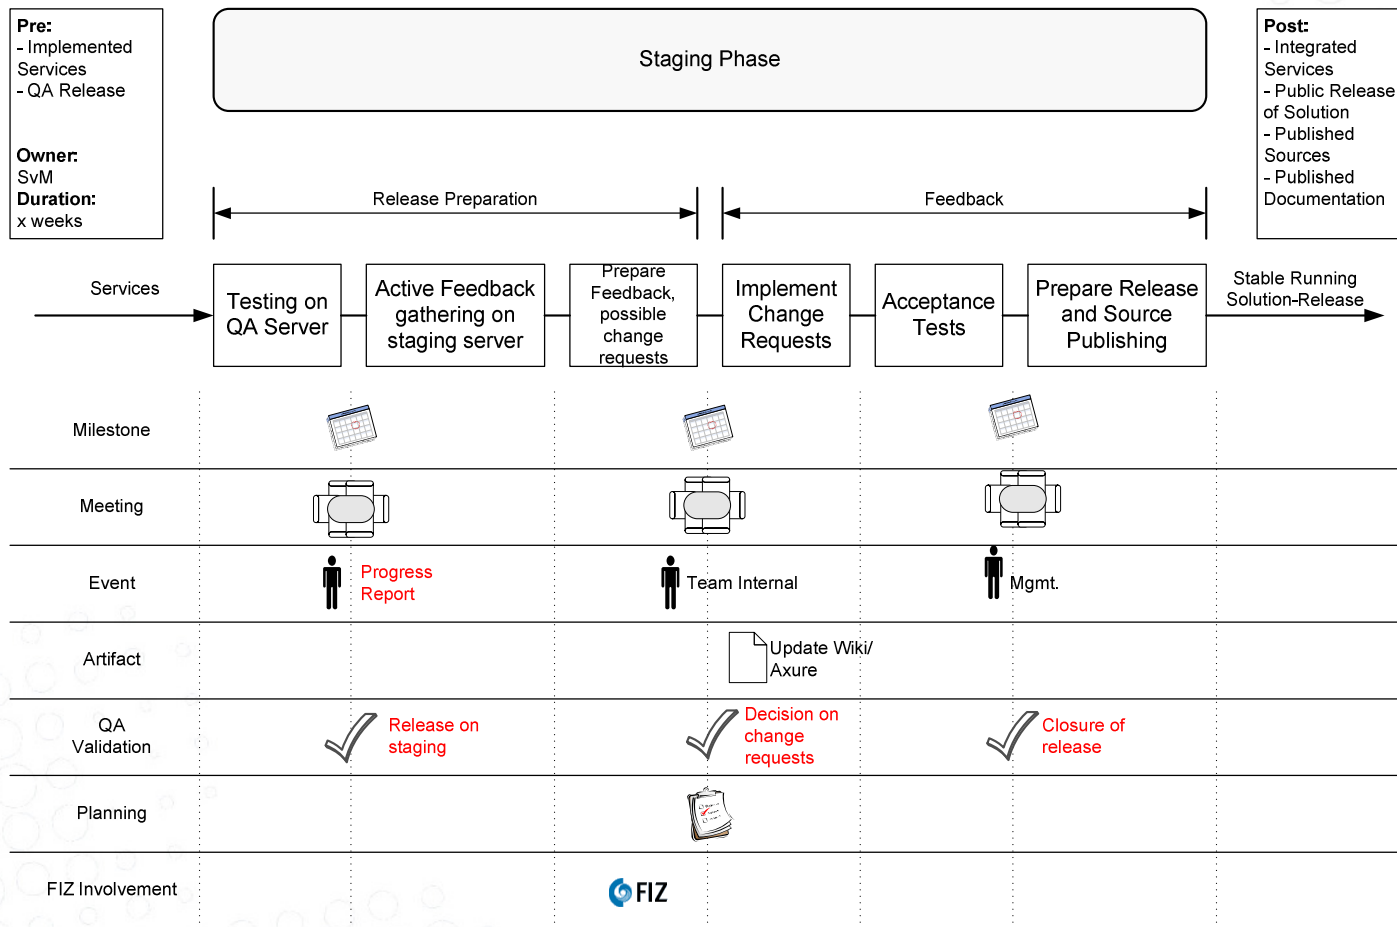 Pre:
- Implemented
Services
- QA Release
Owner:
SvM
Duration:
x weeks
Staging Phase
Post:
- Integrated
Services
- Public Release
of Solution
- Published
Sources
- Published
Documentation
Release Preparation
Feedback
Services
Testing on
QA Server
Active Feedback
gathering on
staging server
Prepare
Feedback,
possible
change
requests
Implement
Change
Requests
Acceptance
Tests
Prepare Release
and Source
Publishing
Stable Running
Solution-Release
Milestone
Meeting
Event
Progress
Report
Team Internal
Mgmt.
Artifact
Update Wiki/
Axure
QA
Validation
Release on
staging
Decision on
change
requests
Closure of
release
Planning
FIZ Involvement
FIZ